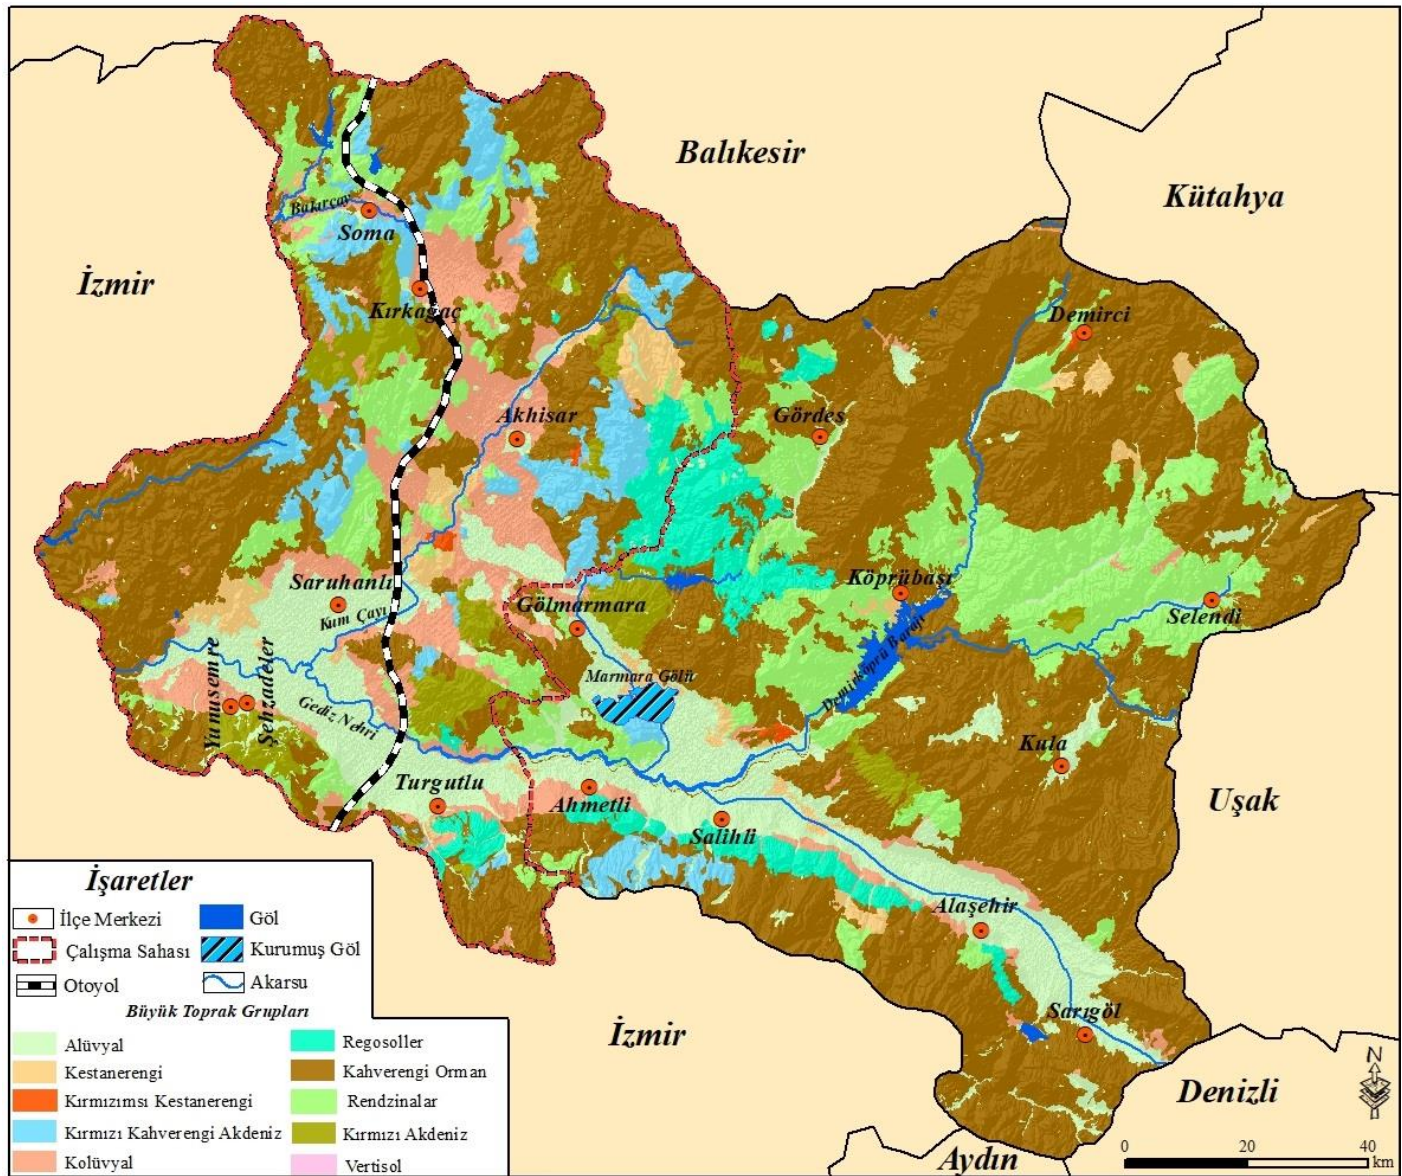 Balıkesir
Kütahya
İzmir
Bakırçay
Soma
Kırkağaç
Demirci
Akhisar
Gördes
Saruhanlı
Kum Çayı
Gölmarmara
Köprübaşı
Selendi
Yunusemre
Şehzadeler
Marmara Gölü
Demirköprü Barajı
Gediz Nehri
Kula
Turgutlu
Ahmetli
Salihli
Uşak
Alaşehir
Sarıgöl
İzmir
Denizli
Aydın
N
0 20 40
km
İşaretler
İlçe Merkezi
Göl
Çalışma Sahası
Kurumuş Göl
Otoyol
Akarsu
Büyük Toprak Grupları
Alüvyal
Regosoller
Kestanerengi
Kahverengi Orman
Kırmızımsı Kestanerengi
Rendzinalar
Kırmızı Kahverengi Akdeniz
Kırmızı Akdeniz
Kolüvyal
Vertisol